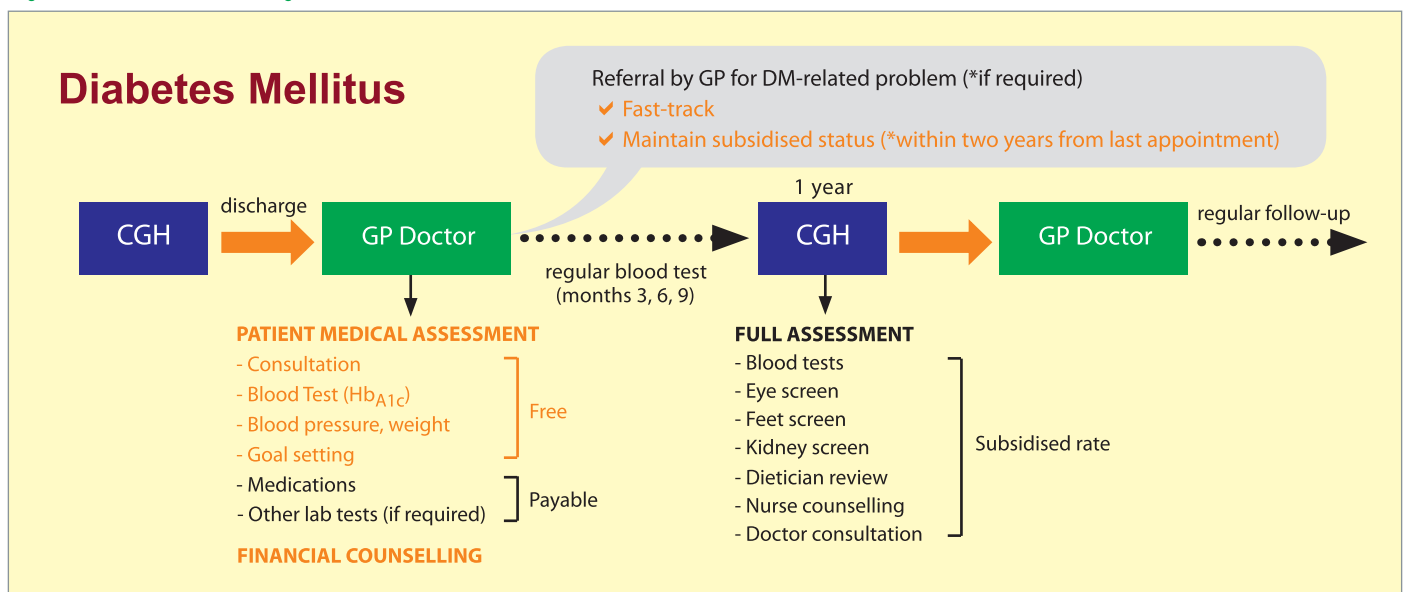 Diabetes Mellitus
Referral by GP for DM-related problem (*if required)
Fast-track
Maintain subsidised status (*within two years from last appointment)
CGH
discharge
GP Doctor
regular blood test
(months 3, 6, 9)
1 year
CGH
GP Doctor
regular follow-up
PATIENT MEDICAL ASSESSMENT
- Consultation
- Blood Test (HbA1c)
- Blood pressure, weight
- Goal setting
Free
- Medications
- Other lab tests (if required)
Payable
FINANCIAL COUNSELLING
FULL ASSESSMENT
- Blood tests
- Eye screen
- Feet screen
- Kidney screen
- Dietician review
- Nurse counselling
- Doctor consultation
Subsidised rate